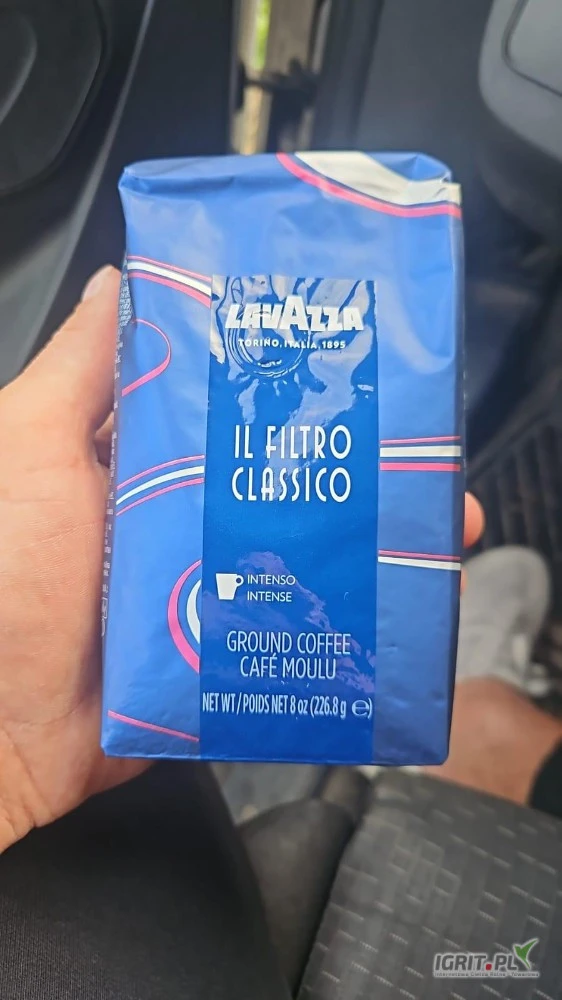 LAVAZZA
TORINO, ITALIA, 1895
IL FILTRO
CLASSICO
INTENSO
INTENSE
GROUND COFFEE
CAFÉ MOULU
NET WT/POIDS NET 8 oz (226.8 g ℮)
IGRIT.PL